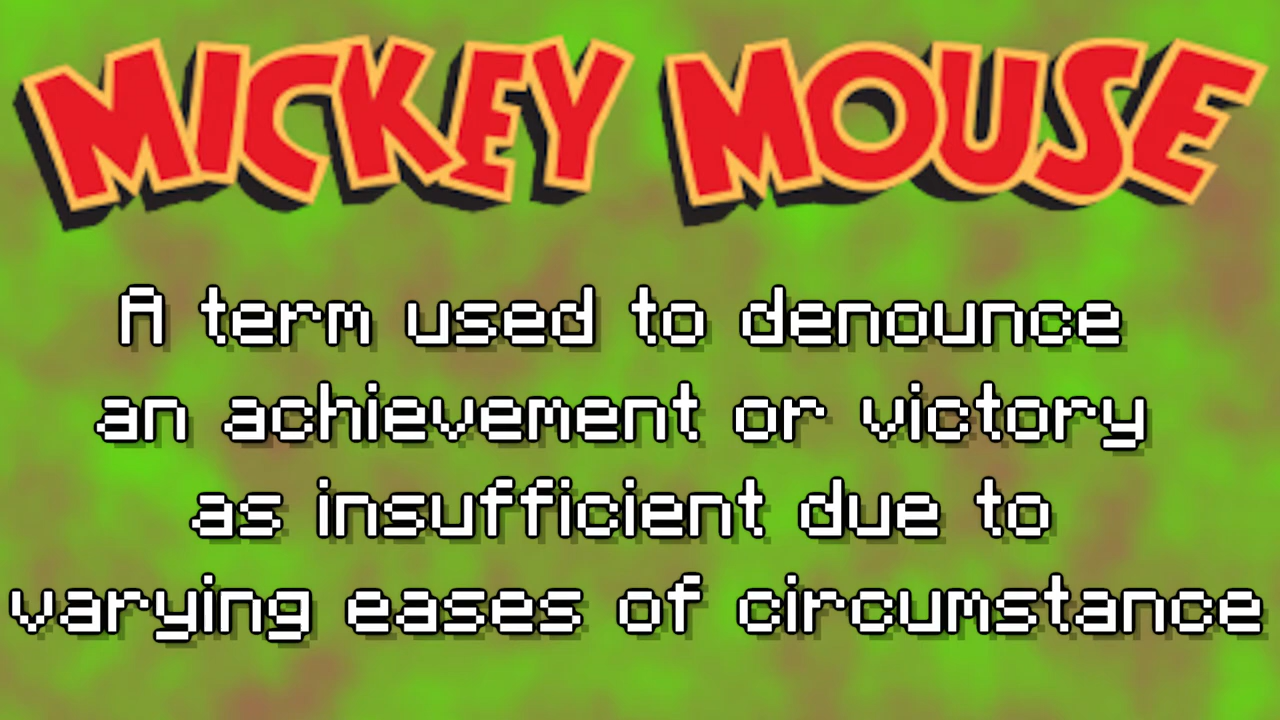 MICKEY MOUSE
A term used to denounce
an achievement or victory
as insufficient due to
varying eases of circumstance